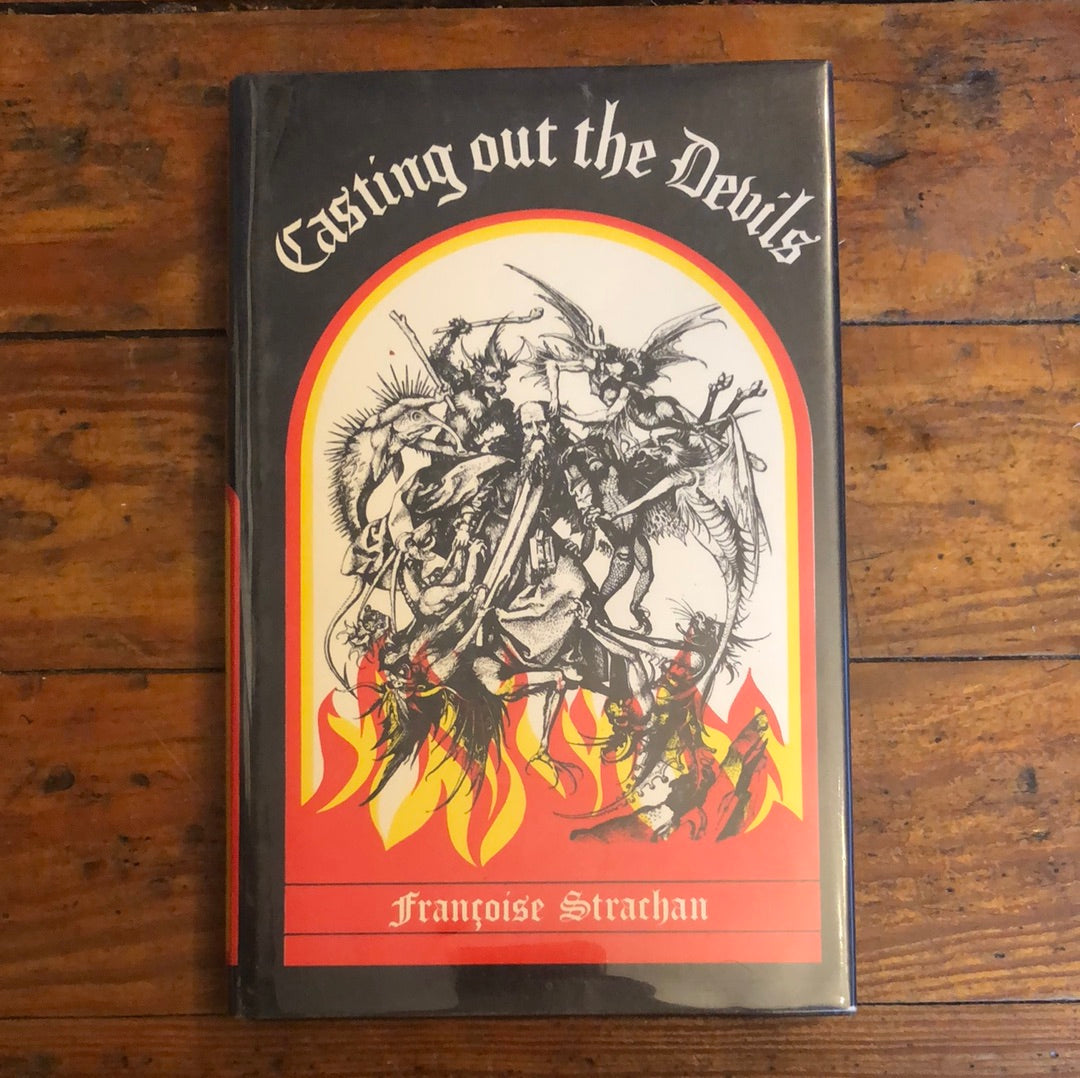 Casting out the Devils
Françoise Strachan